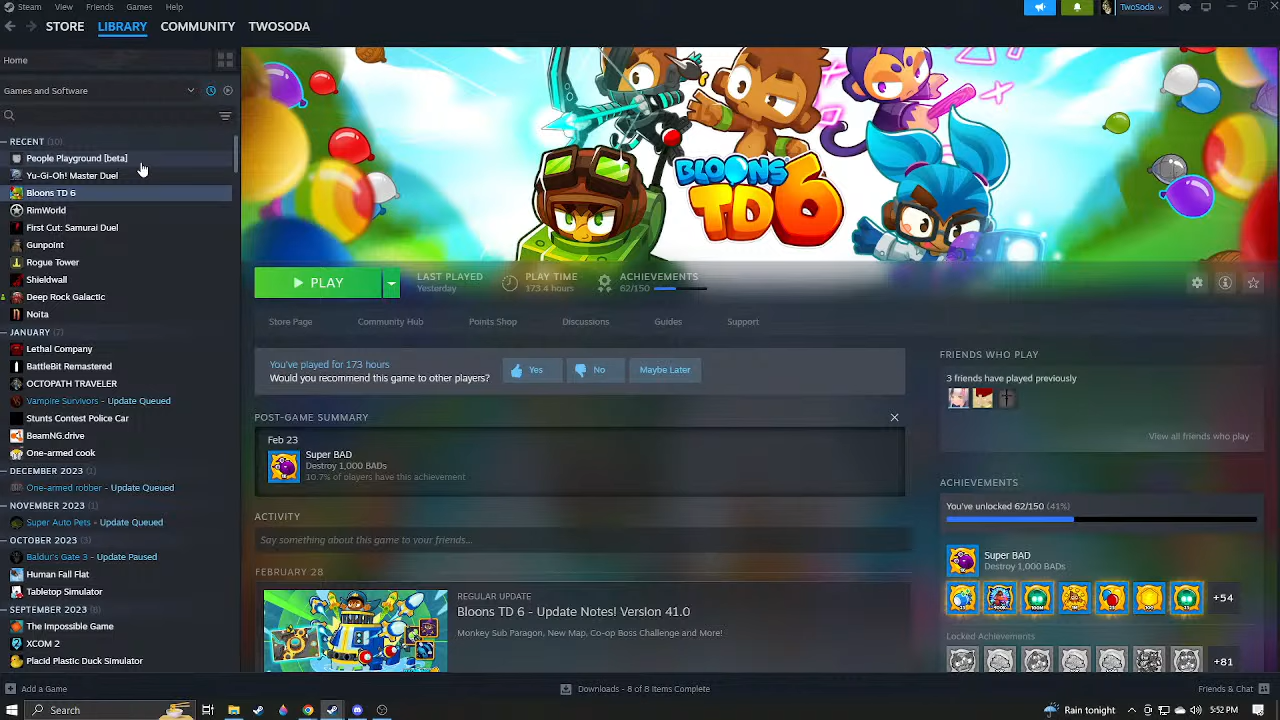 Steam View Friends Games Help
TwoSoda
STORE LIBRARY COMMUNITY TWOSODA
Home
Games and Software
RECENT (10)
People Playground [beta]
Yu-Gi-Oh! Master Duel
Bloons TD 6
RimWorld
First Cut: Samurai Duel
Gunpoint
Rogue Tower
Shieldwall
Deep Rock Galactic
Noita
JANUARY (7)
Lethal Company
BattleBit Remastered
OCTOPATH TRAVELER
Vampire Survivors - Update Queued
Stunts Contest Police Car
BeamNG.drive
One-armed cook
DECEMBER 2023 (1)
One-armed robber - Update Queued
NOVEMBER 2023 (1)
Super Auto Pets - Update Queued
OCTOBER 2023 (3)
Baldur's Gate 3 - Update Paused
Human Fall Flat
Tabletop Simulator
SEPTEMBER 2023 (8)
The Impossible Game
XCOM 2
Placid Plastic Duck Simulator
BLOONS
TD6
PLAY
LAST PLAYED
Yesterday
PLAY TIME
173.4 hours
ACHIEVEMENTS
62/150
Store Page Community Hub Points Shop Discussions Guides Support
You've played for 173 hours
Would you recommend this game to other players?
Yes No Maybe Later
POST-GAME SUMMARY
Feb 23
Super BAD
Destroy 1,000 BADs
10.7% of players have this achievement
ACTIVITY
Say something about this game to your friends...
FEBRUARY 28
REGULAR UPDATE
Bloons TD 6 - Update Notes! Version 41.0
Monkey Sub Paragon, New Map, Co-op Boss Challenge and More!
FRIENDS WHO PLAY
3 friends have played previously
View all friends who play
ACHIEVEMENTS
You've unlocked 62/150 (41%)
Super BAD
Destroy 1,000 BADs
+54
Locked Achievements
+81
Add a Game
Downloads - 8 of 8 Items Complete
Friends & Chat
Search
Rain tonight
5:52 PM